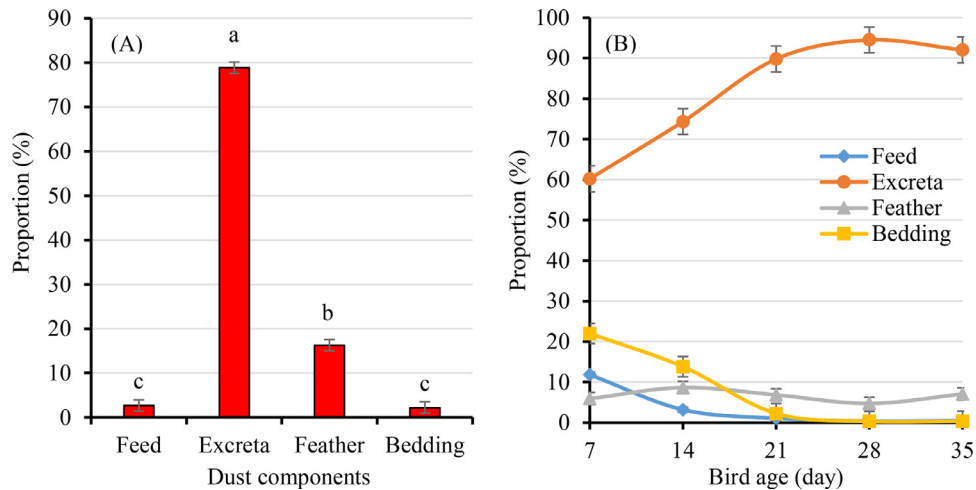 (A)
90
80
70
60
50
40
30
20
10
0
Proportion (%)
a
b
c
c
Feed Excreta Feather Bedding
Dust components
(B)
100
90
80
70
60
50
40
30
20
10
0
Proportion (%)
Feed
Excreta
Feather
Bedding
7 14 21 28 35
Bird age (day)